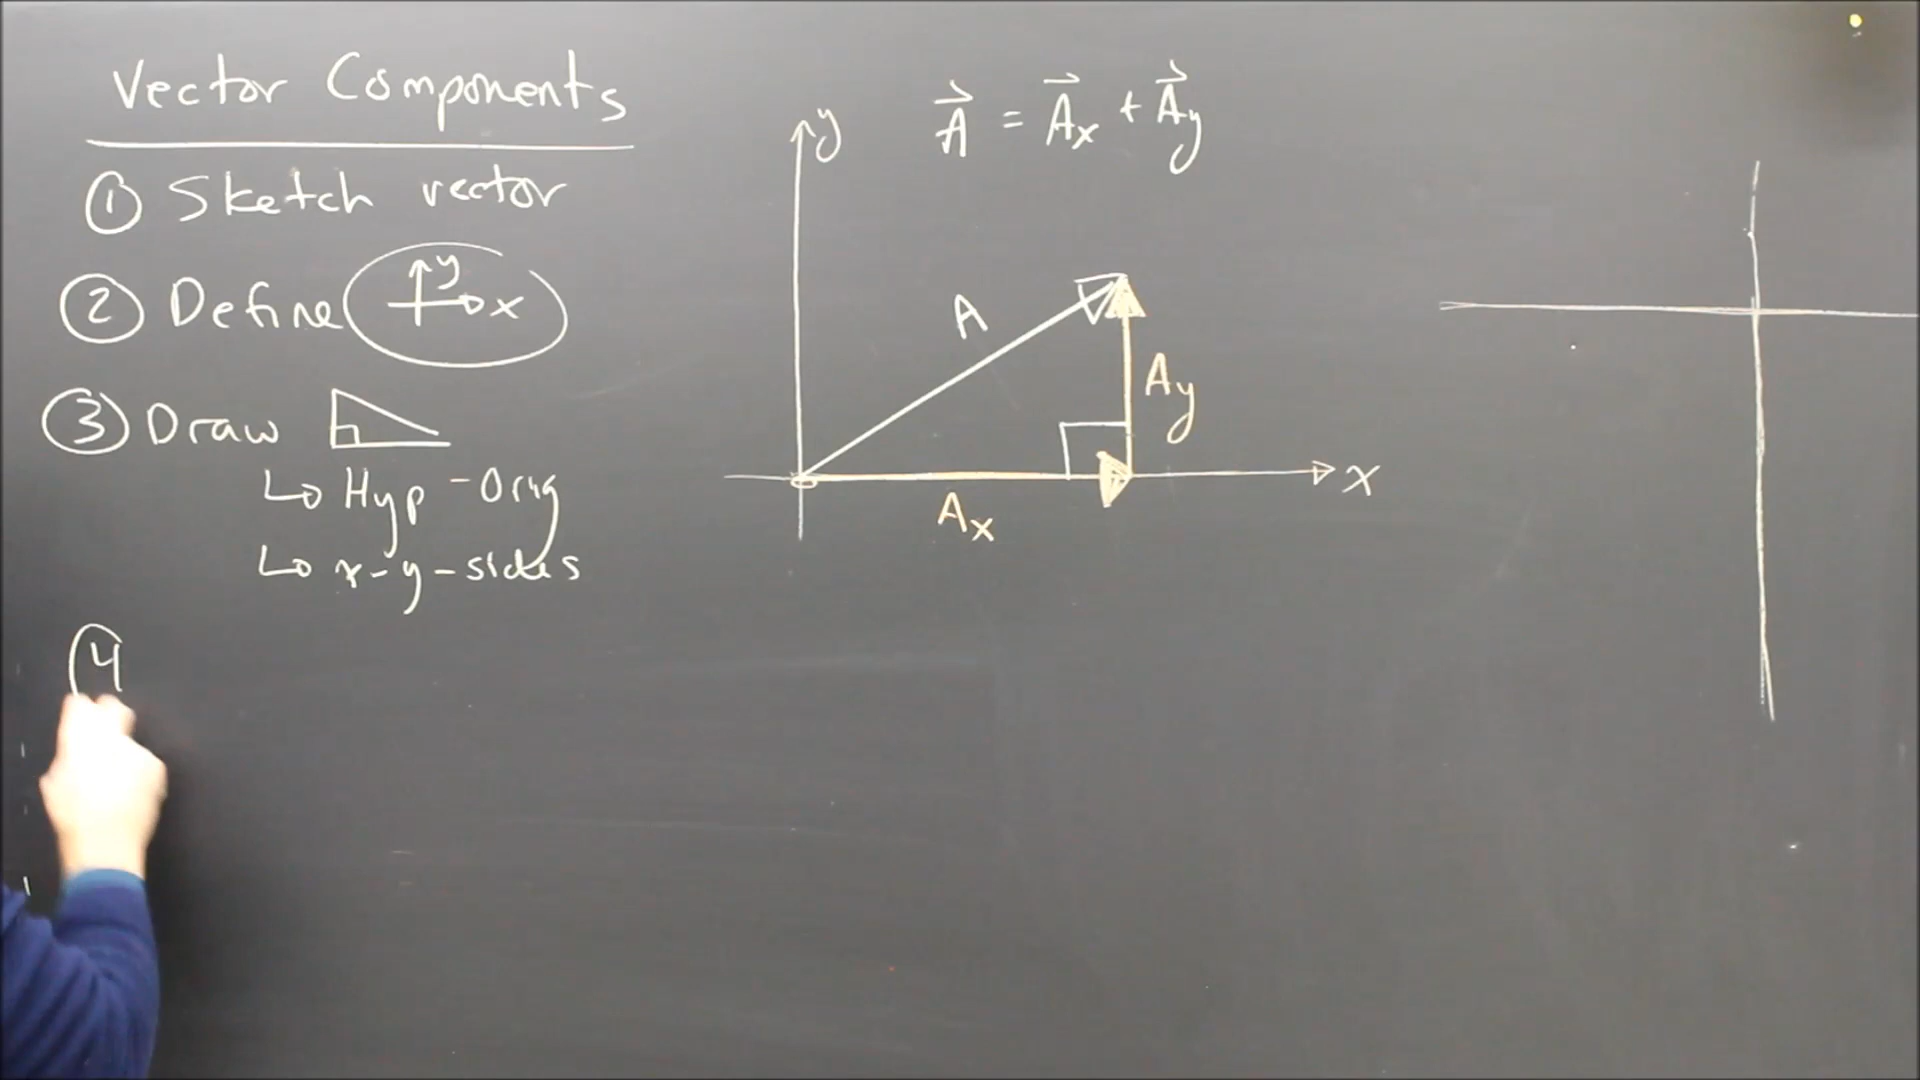 Vector Components
① Sketch vector
② Define y x
③ Draw
↳ Hyp - Orig
↳ x-y-sides
4
A⃗ = A⃗x + A⃗y
y
A
Ay
x
Ax